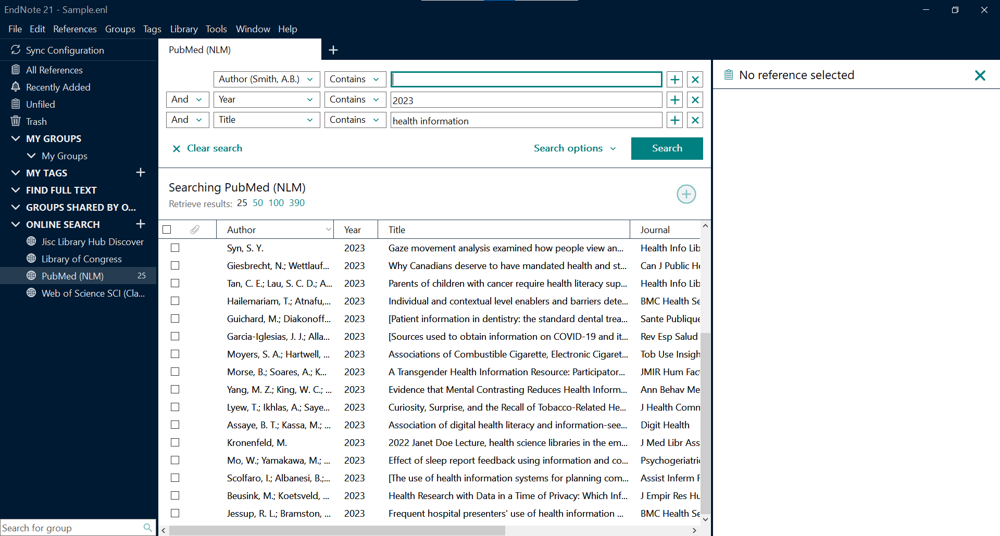 EndNote 21 - Sample.enl
File Edit References Groups Tags Library Tools Window Help
Sync Configuration
All References
Recently Added
Unfiled
Trash
MY GROUPS
My Groups
MY TAGS
FIND FULL TEXT
GROUPS SHARED BY O...
ONLINE SEARCH
Jisc Library Hub Discover
Library of Congress
PubMed (NLM) 25
Web of Science SCI (Cla...
Search for group
PubMed (NLM)
Author (Smith, A.B.) Contains
And Year Contains 2023
And Title Contains health information
Clear search Search options Search
Searching PubMed (NLM)
Retrieve results: 25 50 100 390
Author Year Title Journal
Syn, S. Y. 2023 Gaze movement analysis examined how people view an... Health Info Lib
Giesbrecht, N.; Wettlauf... 2023 Why Canadians deserve to have mandated health and st... Can J Public He
Tan, C. E.; Lau, S. C. D.; A... 2023 Parents of children with cancer require health literacy sup... Health Info Lib
Hailemariam, T.; Atnafu,... 2023 Individual and contextual level enablers and barriers dete... BMC Health Se
Guichard, M.; Diakonoff... 2023 [Patient information in dentistry: the standard dental trea... Sante Publique
Garcia-Iglesias, J. J.; Alla... 2023 [Sources used to obtain information on COVID-19 and it... Rev Esp Salud
Moyers, S. A.; Hartwell, ... 2023 Associations of Combustible Cigarette, Electronic Cigaret... Tob Use Insigh
Morse, B.; Soares, A.; K... 2023 A Transgender Health Information Resource: Participator... JMIR Hum Fac
Yang, M. Z.; King, W. C.; ... 2023 Evidence that Mental Contrasting Reduces Health Inform... Ann Behav Me
Lyew, T.; Ikhlas, A.; Saye... 2023 Curiosity, Surprise, and the Recall of Tobacco-Related He... J Health Comm
Assaye, B. T.; Kassa, M.; ... 2023 Association of digital health literacy and information-see... Digit Health
Kronenfeld, M. 2023 2022 Janet Doe Lecture, health science libraries in the em... J Med Libr Ass
Mo, W.; Yamakawa, M.; ... 2023 Effect of sleep report feedback using information and co... Psychogeriatri
Scolfaro, I.; Albanesi, B.;... 2023 [The use of health information systems for planning com... Assist Inferm R
Beusink, M.; Koetsveld, ... 2023 Health Research with Data in a Time of Privacy: Which Inf... J Empir Res Hu
Jessup, R. L.; Bramston, ... 2023 Frequent hospital presenters' use of health information ... BMC Health Se
No reference selected